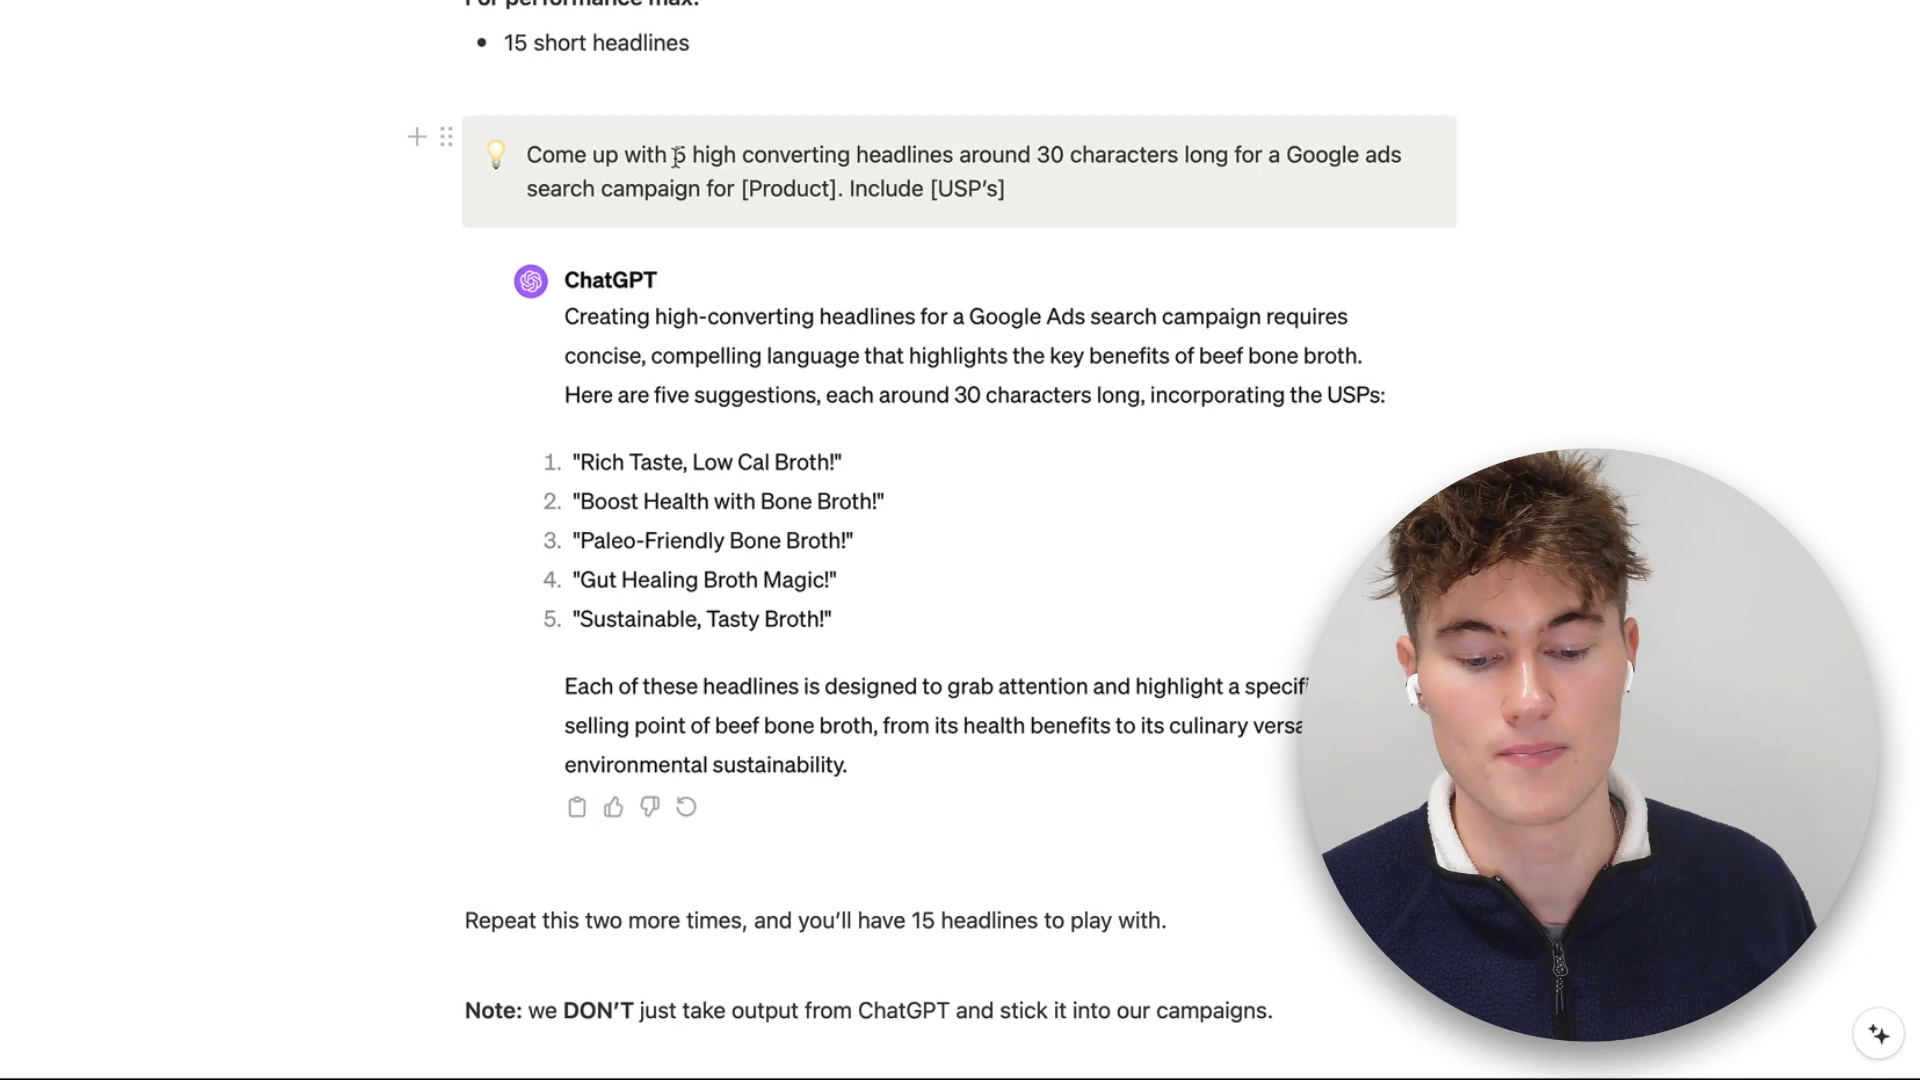 For performance max:
15 short headlines
Come up with 5 high converting headlines around 30 characters long for a Google ads
search campaign for [Product]. Include [USP's]
ChatGPT
Creating high-converting headlines for a Google Ads search campaign requires
concise, compelling language that highlights the key benefits of beef bone broth.
Here are five suggestions, each around 30 characters long, incorporating the USPs:
1. "Rich Taste, Low Cal Broth!"
2. "Boost Health with Bone Broth!"
3. "Paleo-Friendly Bone Broth!"
4. "Gut Healing Broth Magic!"
5. "Sustainable, Tasty Broth!"
Each of these headlines is designed to grab attention and highlight a
selling point of beef bone broth, from its health benefits to its culinary
environmental sustainability.
Repeat this two more times, and you'll have 15 headlines to play with.
Note: we DON'T just take output from ChatGPT and stick it into our campaigns.